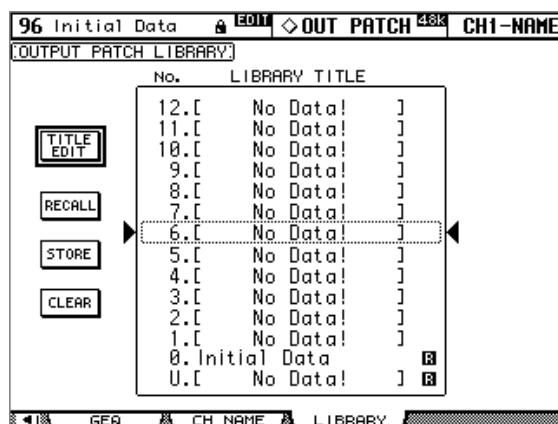 96 Initial Data EDIT ◇OUT PATCH 48K CH1-NAME
OUTPUT PATCH LIBRARY
No. LIBRARY TITLE
12.[ No Data! ]
11.[ No Data! ]
TITLE EDIT
10.[ No Data! ]
9.[ No Data! ]
8.[ No Data! ]
RECALL
7.[ No Data! ]
6.[ No Data! ]
STORE
5.[ No Data! ]
4.[ No Data! ]
CLEAR
3.[ No Data! ]
2.[ No Data! ]
1.[ No Data! ]
0.Initial Data R
U.[ No Data! ] R
GEQ CH NAME LIBRARY